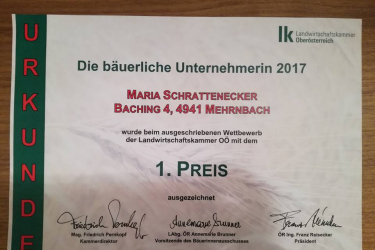 URKUNDE
lk Landwirtschaftskammer
Oberösterreich
Die bäuerliche Unternehmerin 2017
MARIA SCHRATTENECKER
BACHING 4, 4941 MEHRNBACH
wurde beim ausgeschriebenen Wettbewerb
der Landwirtschaftskammer OÖ mit dem
1. PREIS
ausgezeichnet
Mag. Friedrich Pernkopf
Kammerdirektor
LAbg. ÖR Annemarie Brunner
Vorsitzende des Bäuerinnenausschusses
ÖR Ing. Franz Reisecker
Präsident